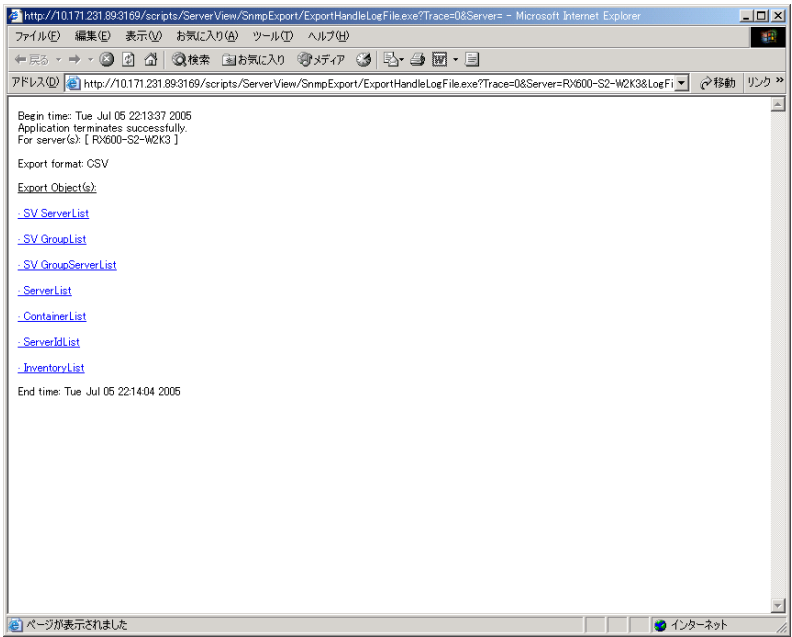 http://10.171.231.89:3169/scripts/ServerView/SnmpExport/ExportHandleLogFile.exe?Trace=0&Server= - Microsoft Internet Explorer
ファイル(F) 編集(E) 表示(V) お気に入り(A) ツール(T) ヘルプ(H)
戻る 検索 お気に入り メディア
アドレス(D) http://10.171.231.89:3169/scripts/ServerView/SnmpExport/ExportHandleLogFile.exe?Trace=0&Server=RX600-S2-W2K3&LogFi 移動 リンク »
Begin time: Tue Jul 05 22:13:37 2005
Application terminates successfully.
For server(s): [ RX600-S2-W2K3 ]
Export format: CSV
Export Object(s):
· SV ServerList
· SV GroupList
· SV GroupServerList
· ServerList
· ContainerList
· ServerIdList
· InventoryList
End time: Tue Jul 05 22:14:04 2005
ページが表示されました インターネット